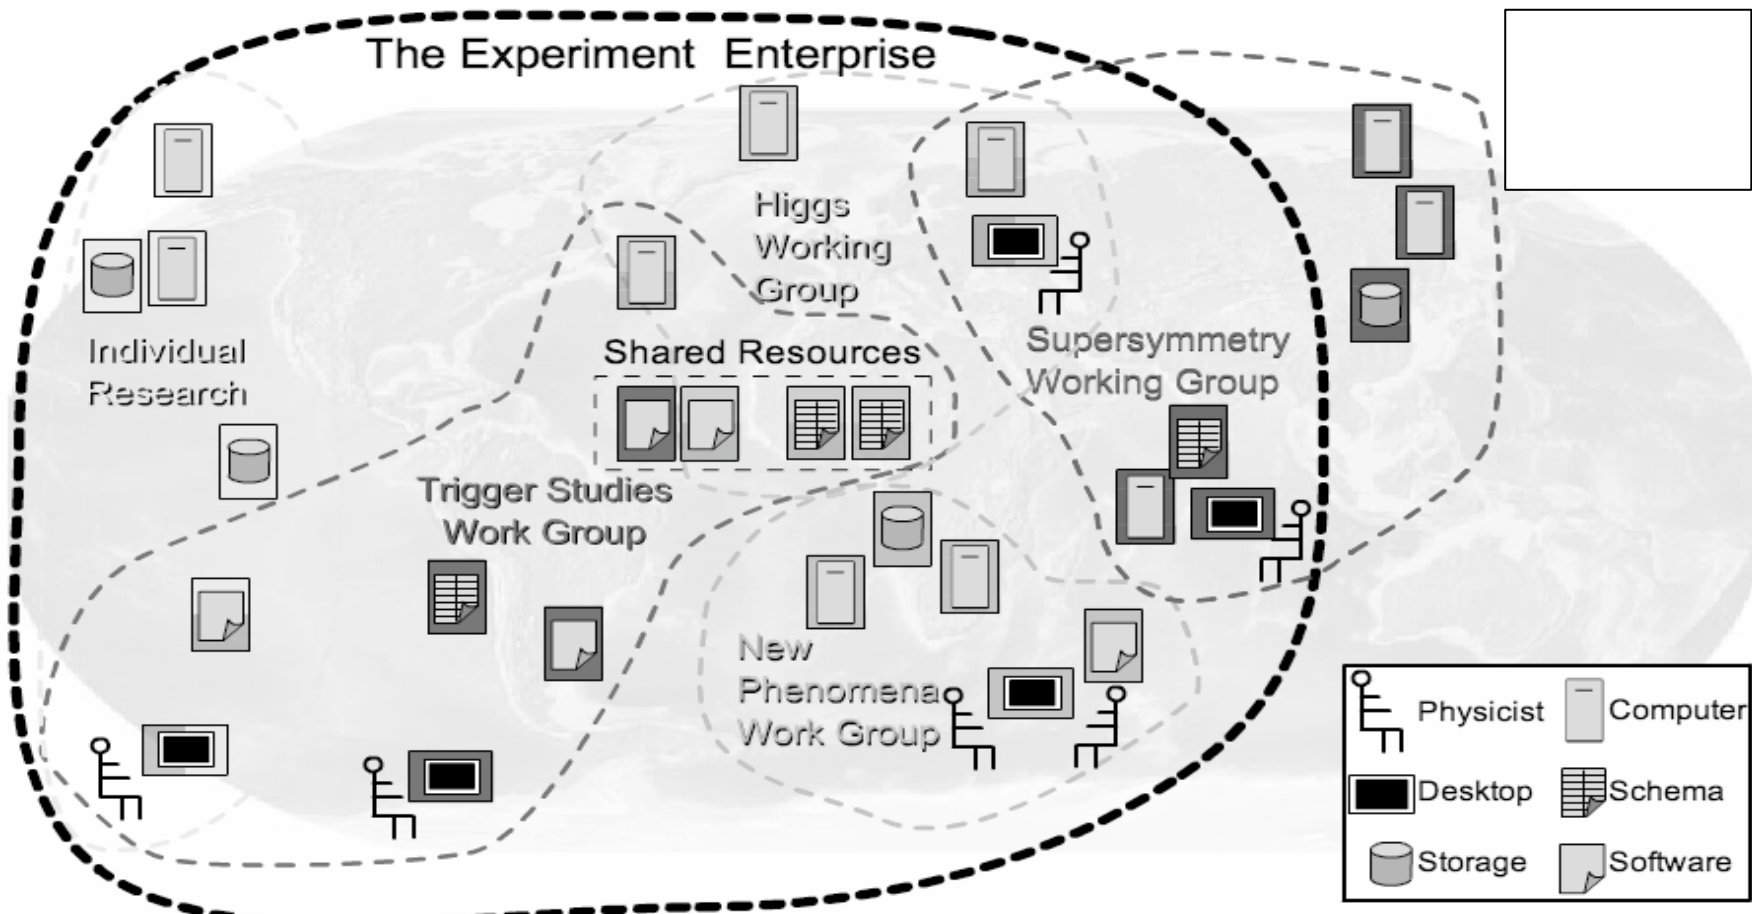 The Experiment Enterprise
Higgs
Working
Group
Individual
Research
Shared Resources
Supersymmetry
Working Group
Trigger Studies
Work Group
New
Phenomena
Work Group
Physicist
Computer
Desktop
Schema
Storage
Software